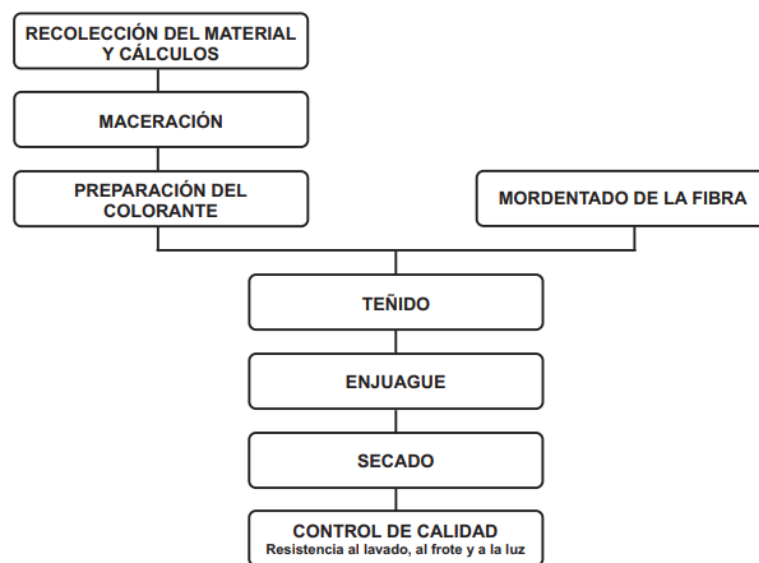 RECOLECCIÓN DEL MATERIAL
Y CÁLCULOS
MACERACIÓN
PREPARACIÓN DEL
COLORANTE
MORDENTADO DE LA FIBRA
TEÑIDO
ENJUAGUE
SECADO
CONTROL DE CALIDAD
Resistencia al lavado, al frote y a la luz